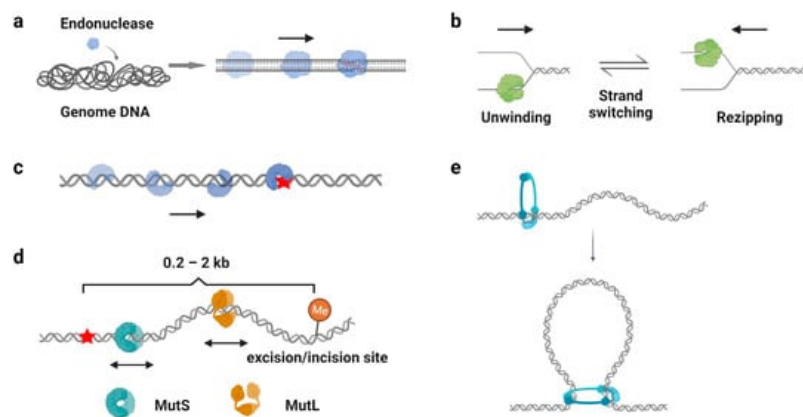 a
Endonuclease
Genome DNA
b
Unwinding
Strand
switching
Rezipping
c
d
0.2 – 2 kb
Me
excision/incision site
MutS
MutL
e